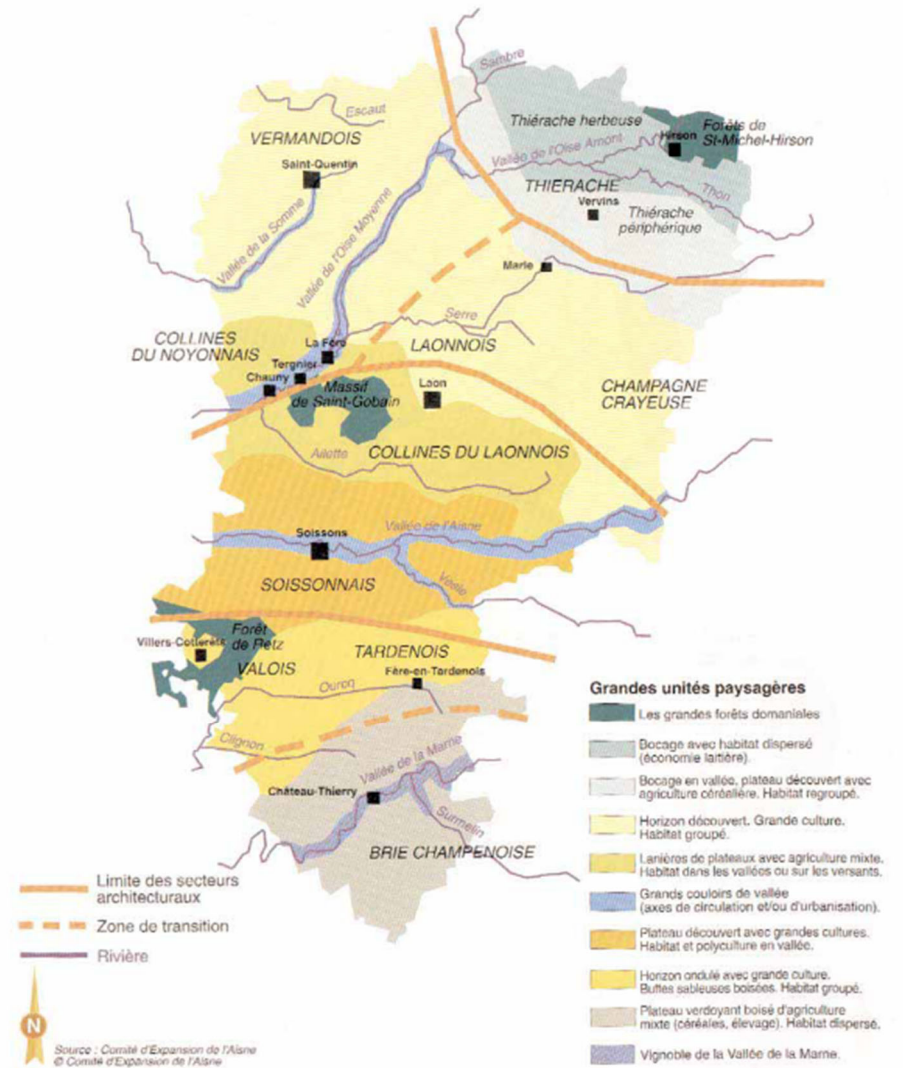 Sambre
Escaut
Thiérache herbeuse
Forêts de
St-Michel-Hirson
Hirson
VERMANDOIS
Vallée de l'Oise Amont
Saint-Quentin
THIERACHE
Thon
Vervins
Thiérache
périphérique
Vallée de la Somme
Vallée de l'Oise Moyenne
Marle
Serre
COLLINES
DU NOYONNAIS
La Fère
LAONNOIS
Tergnier
Chauny
Massif
de Saint-Gobain
Laon
CHAMPAGNE
CRAYEUSE
Ailette
COLLINES DU LAONNOIS
Vallée de l'Aisne
Soissons
SOISSONNAIS
Vesle
Villers-Cotterêts
Forêt
de Retz
TARDENOIS
VALOIS
Fère-en-Tardenois
Ourcq
Clignon
Vallée de la Marne
Château-Thierry
Surmelin
BRIE CHAMPENOISE
Grandes unités paysagères
Les grandes forêts domaniales
Bocage avec habitat dispersé
(économie laitière).
Bocage en vallée, plateau découvert avec
agriculture céréalière. Habitat regroupé.
Horizon découvert. Grande culture.
Habitat groupé.
Lanières de plateaux avec agriculture mixte.
Habitat dans les vallées ou sur les versants.
Grands couloirs de vallée
(axes de circulation et/ou d'urbanisation).
Plateau découvert avec grandes cultures.
Habitat et polyculture en vallée.
Horizon ondulé avec grande culture.
Buttes sableuses boisées. Habitat groupé.
Plateau verdoyant boisé d'agriculture
mixte (céréales, élevage). Habitat dispersé.
Vignoble de la Vallée de la Marne.
Limite des secteurs
architecturaux
Zone de transition
Rivière
N
Source : Comité d'Expansion de l'Aisne
© Comité d'Expansion de l'Aisne